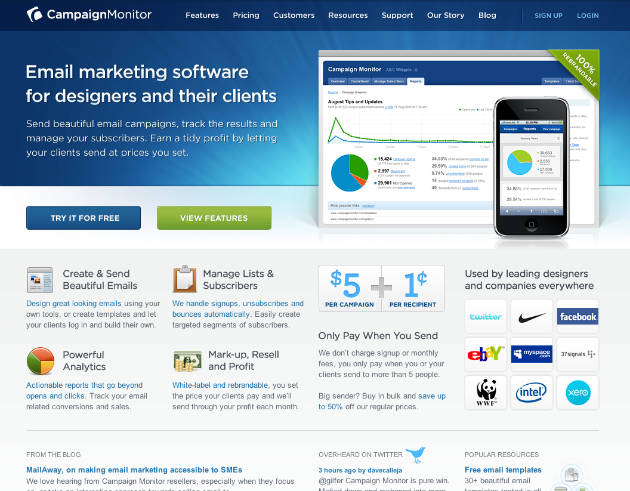 CampaignMonitor
Features Pricing Customers Resources Support Our Story Blog SIGN UP LOGIN
Email marketing software
for designers and their clients
Send beautiful email campaigns, track the results and
manage your subscribers. Earn a tidy profit by letting
your clients send at prices you set.
100%
REBRANDABLE
Campaign Monitor
Reports
August Tips and Updates
15,424
2,397
29,961
TRY IT FOR FREE
VIEW FEATURES
Create & Send
Beautiful Emails
Design great looking emails using your
own tools, or create templates and let
your clients log in and build their own.
Manage Lists &
Subscribers
We handle signups, unsubscribes and
bounces automatically. Easily create
targeted segments of subscribers.
$5 + 1¢
PER CAMPAIGN PER RECIPIENT
Only Pay When You Send
We don't charge signup or monthly
fees, you only pay when you or your
clients send to more than 5 people.
Big sender? Buy in bulk and save up
to 50% off our regular prices.
Used by leading designers
and companies everywhere
twitter
facebook
ebay
myspace.com
37signals
WWF
intel
xero
Powerful
Analytics
Actionable reports that go beyond
opens and clicks. Track your email
related conversions and sales.
Mark-up, Resell
and Profit
White-label and rebrandable, you set
the price your clients pay and we'll
send you your profit each month.
FROM THE BLOG
MailAway, on making email marketing accessible to SMEs
We love hearing from Campaign Monitor resellers, especially when they focus
OVERHEARD ON TWITTER
3 hours ago by davecalleja
@gilfer Campaign Monitor is pure win.
POPULAR RESOURCES
Free email templates
30+ beautiful email